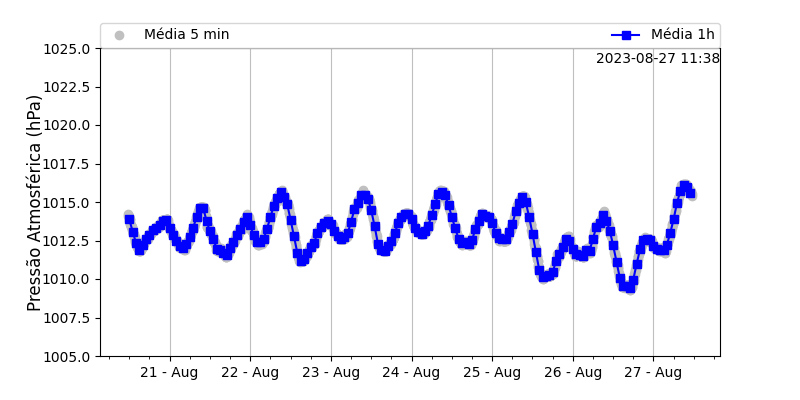 Média 5 min
Média 1h
2023-08-27 11:38
Pressão Atmosférica (hPa)
1025.0
1022.5
1020.0
1017.5
1015.0
1012.5
1010.0
1007.5
1005.0
21 - Aug
22 - Aug
23 - Aug
24 - Aug
25 - Aug
26 - Aug
27 - Aug